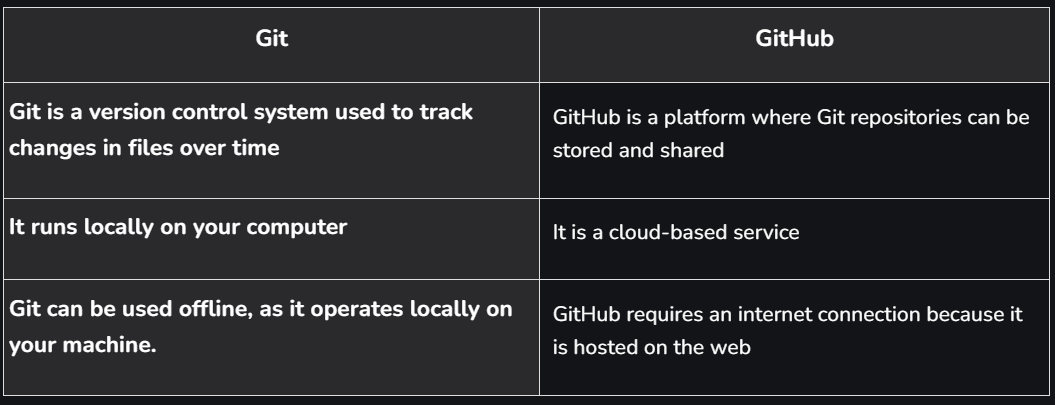 Git
GitHub
Git is a version control system used to track
changes in files over time
GitHub is a platform where Git repositories can be
stored and shared
It runs locally on your computer
It is a cloud-based service
Git can be used offline, as it operates locally on
your machine.
GitHub requires an internet connection because it
is hosted on the web